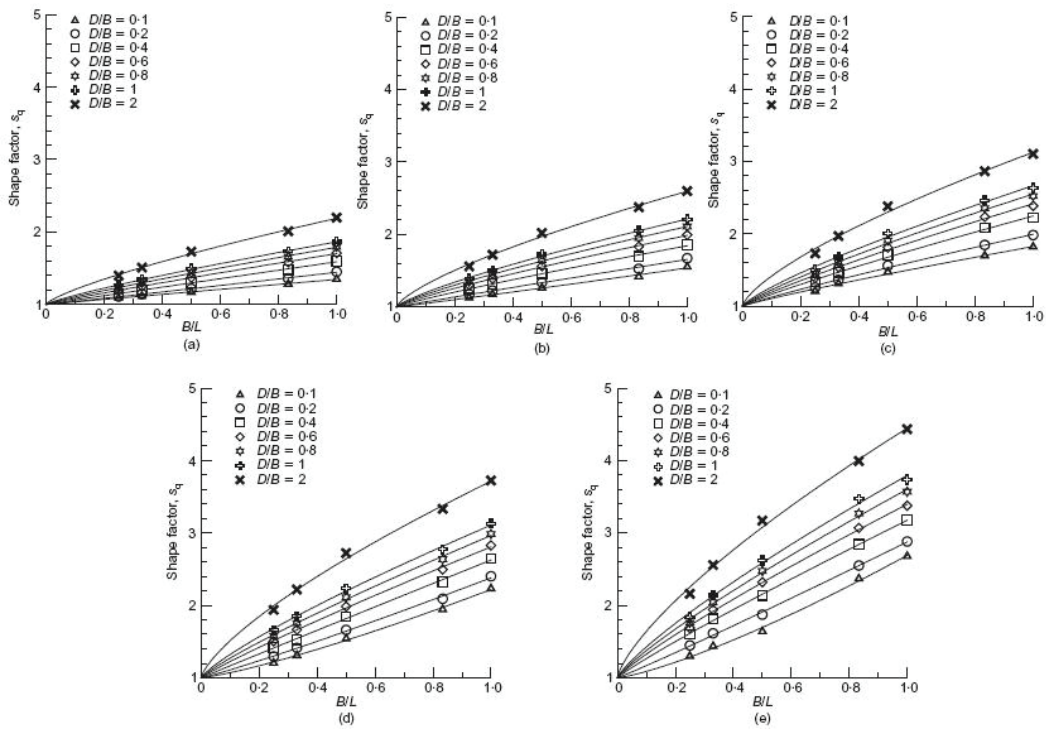 5
4
3
2
1
Shape factor, sq
D/B = 0·1
D/B = 0·2
D/B = 0·4
D/B = 0·6
D/B = 0·8
D/B = 1
D/B = 2
0 0·2 0·4 0·6 0·8 1·0
B/L
(a)
5
4
3
2
1
Shape factor, sq
D/B = 0·1
D/B = 0·2
D/B = 0·4
D/B = 0·6
D/B = 0·8
D/B = 1
D/B = 2
0 0·2 0·4 0·6 0·8 1·0
B/L
(b)
5
4
3
2
1
Shape factor, sq
D/B = 0·1
D/B = 0·2
D/B = 0·4
D/B = 0·6
D/B = 0·8
D/B = 1
D/B = 2
0 0·2 0·4 0·6 0·8 1·0
B/L
(c)
5
4
3
2
1
Shape factor, sq
D/B = 0·1
D/B = 0·2
D/B = 0·4
D/B = 0·6
D/B = 0·8
D/B = 1
D/B = 2
0 0·2 0·4 0·6 0·8 1·0
B/L
(d)
5
4
3
2
1
Shape factor, sq
D/B = 0·1
D/B = 0·2
D/B = 0·4
D/B = 0·6
D/B = 0·8
D/B = 1
D/B = 2
0 0·2 0·4 0·6 0·8 1·0
B/L
(e)